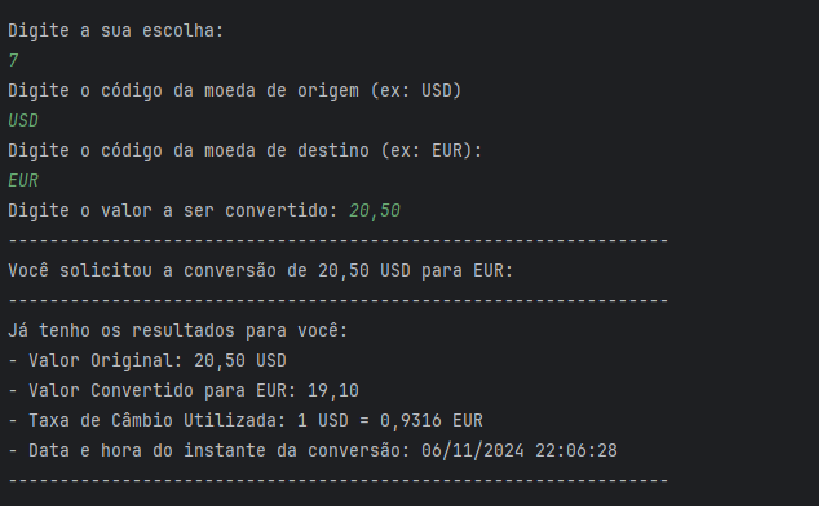 Digite a sua escolha:
7
Digite o código da moeda de origem (ex: USD)
USD
Digite o código da moeda de destino (ex: EUR):
EUR
Digite o valor a ser convertido: 20,50
----------------------------------------------------------------
Você solicitou a conversão de 20,50 USD para EUR:
----------------------------------------------------------------
Já tenho os resultados para você:
- Valor Original: 20,50 USD
- Valor Convertido para EUR: 19,10
- Taxa de Câmbio Utilizada: 1 USD = 0,9316 EUR
- Data e hora do instante da conversão: 06/11/2024 22:06:28
----------------------------------------------------------------